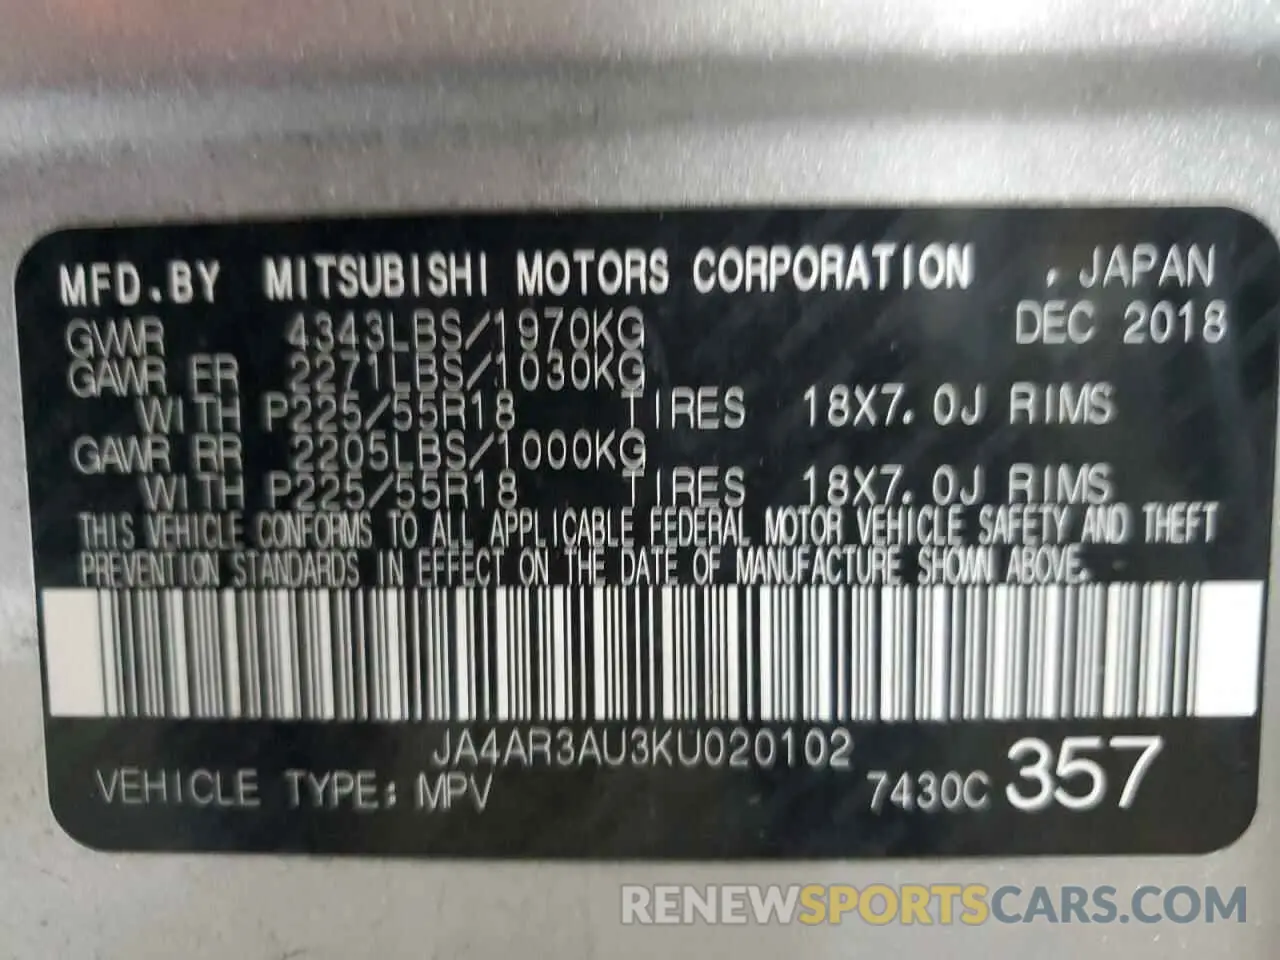 MFD.BY MITSUBISHI MOTORS CORPORATION , JAPAN
GVWR 4343LBS/1970KG DEC 2018
GAWR FR 2271LBS/1030KG
WITH P225/55R18 TIRES 18X7.0J RIMS
GAWR RR 2205LBS/1000KG
WITH P225/55R18 TIRES 18X7.0J RIMS
THIS VEHICLE CONFORMS TO ALL APPLICABLE FEDERAL MOTOR VEHICLE SAFETY AND THEFT
PREVENTION STANDARDS IN EFFECT ON THE DATE OF MANUFACTURE SHOWN ABOVE.
JA4AR3AU3KU020102
VEHICLE TYPE: MPV 7430C 357
RENEWSPORTSCARS.COM